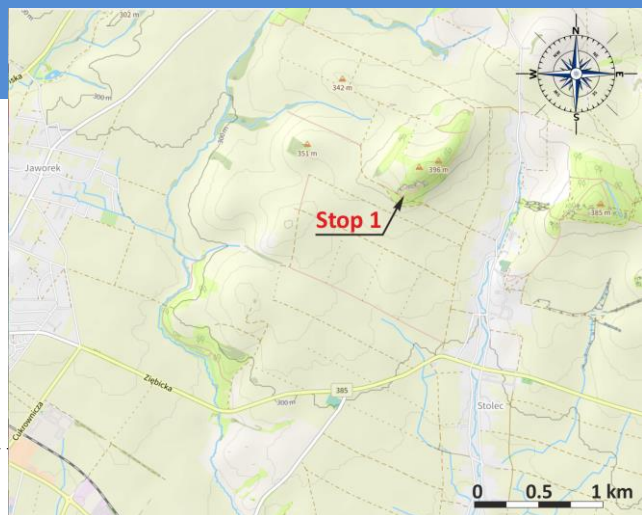 302 m
N
W
E
S
342 m
300 m
Jaworek
351 m
396 m
385 m
Stop 1
Ziębicka
385
300 m
Stolec
Cukrownicza
0 0.5 1 km